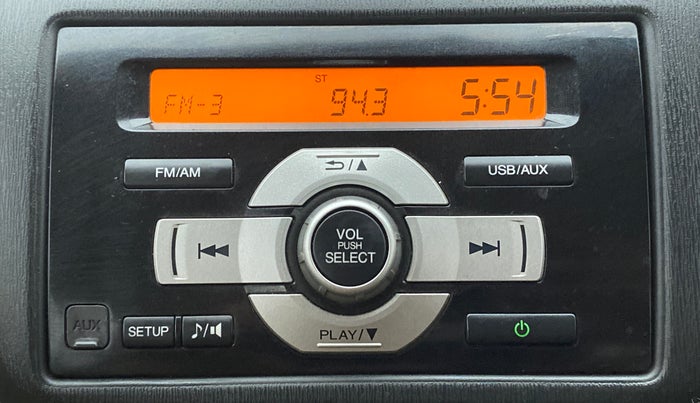 ST
FM-3 94.3 5:54
FM/AM
USB/AUX
VOL
PUSH
SELECT
AUX
SETUP
PLAY/▼